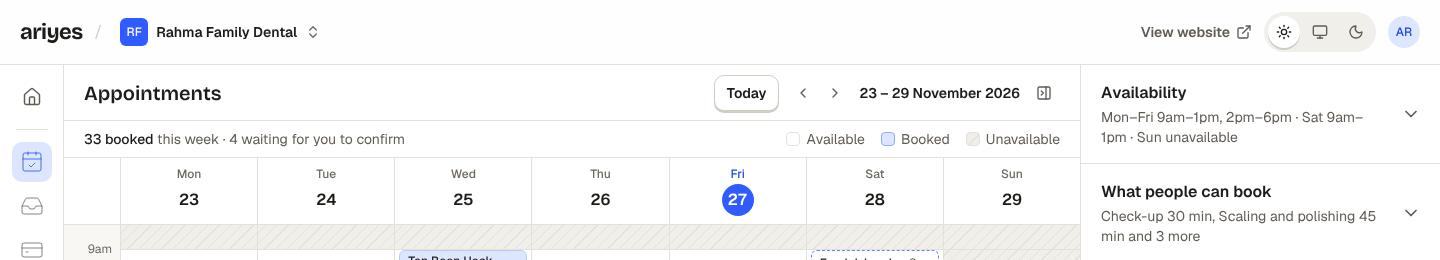 ariyes / RF Rahma Family Dental
View website
AR
Appointments
Today
23 – 29 November 2026
33 booked this week · 4 waiting for you to confirm
Available
Booked
Unavailable
Mon
Tue
Wed
Thu
Fri
Sat
Sun
23
24
25
26
27
28
29
9am
Availability
Mon–Fri 9am–1pm, 2pm–6pm · Sat 9am–
1pm · Sun unavailable
What people can book
Check-up 30 min, Scaling and polishing 45
min and 3 more